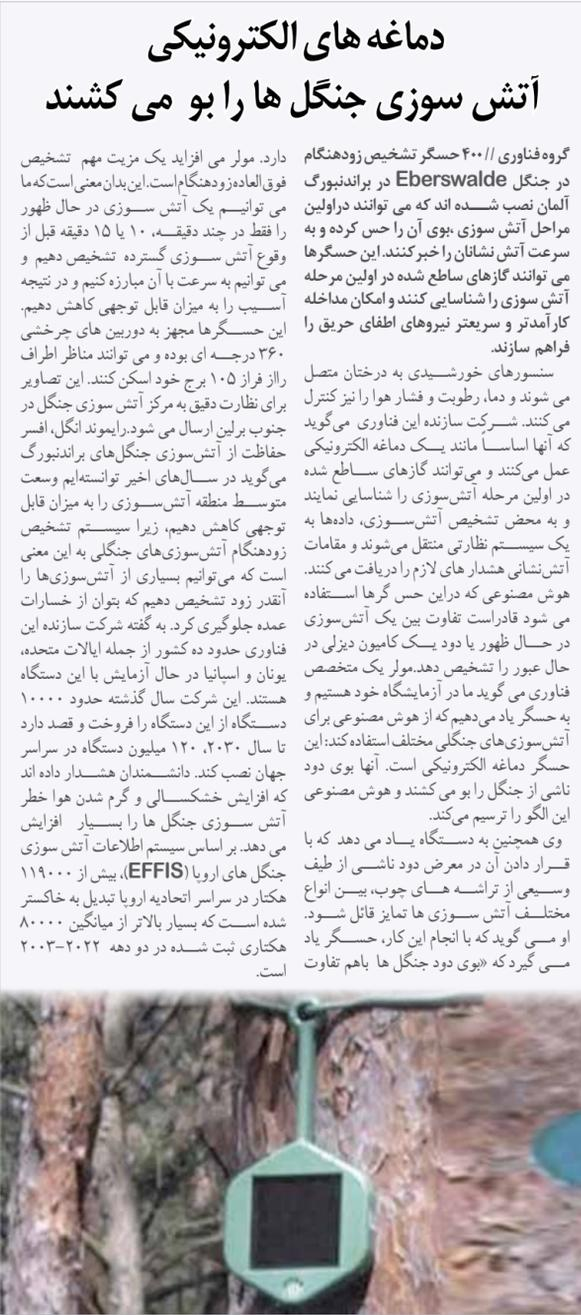 دماغه های الکترونیکی
آتش سوزی جنگل ها را بو می کشند
گروه فناوری // ۴۰۰ حسگر تشخیص زودهنگام
در جنگل Eberswalde در براندنبورگ
آلمان نصب شده اند که می توانند دراولین
مراحل آتش سوزی ،بوی آن را حس کرده و به
سرعت آتش نشانان را خبر کنند. این حسگرها
می توانند گازهای ساطع شده در اولین مرحله
آتش سوزی را شناسایی کنند و امکان مداخله
کارآمدتر و سریعتر نیروهای اطفای حریق را
فراهم سازند.
سنسورهای خورشیدی به درختان متصل
می شوند و دما، رطوبت و فشار هوا را نیز کنترل
می کنند. شرکت سازنده این فناوری می‌گوید
که آنها اساساً مانند یک دماغه الکترونیکی
عمل می‌کنند و می‌توانند گازهای ساطع شده
در اولین مرحله آتش‌سوزی را شناسایی نمایند
و به محض تشخیص آتش‌سوزی، داده‌ها به
یک سیستم نظارتی منتقل می‌شوند و مقامات
آتش‌نشانی هشدار های لازم را دریافت می کنند.
هوش مصنوعی که دراین حس گرها استفاده
می شود قادراست تفاوت بین یک آتش‌سوزی
در حال ظهور یا دود یک کامیون دیزلی در
حال عبور را تشخیص دهد.مولر یک متخصص
فناوری می گوید ما در آزمایشگاه خود هستیم و
به حسگر یاد می‌دهیم که از هوش مصنوعی برای
آتش‌سوزی‌های جنگلی مختلف استفاده کند: این
حسگر دماغه الکترونیکی است. آنها بوی دود
ناشی از جنگل را بو می کشند و هوش مصنوعی
این الگو را ترسیم می‌کند.
وی همچنین به دستگاه یاد می دهد که با
قرار دادن آن در معرض دود ناشی از طیف
وسیعی از تراشه های چوب، بین انواع
مختلف آتش سوزی ها تمایز قائل شود.
او می گوید که با انجام این کار، حسگر یاد
می گیرد که «بوی دود جنگل ها باهم تفاوت
دارد. مولر می افزاید یک مزیت مهم تشخیص
فوق‌العاده زودهنگام است. این بدان معنی است که ما
می توانیم یک آتش سوزی در حال ظهور
را فقط در چند دقیقه، ۱۰ یا ۱۵ دقیقه قبل از
وقوع آتش سوزی گسترده تشخیص دهیم و
می توانیم به سرعت با آن مبارزه کنیم و در نتیجه
آسیب را به میزان قابل توجهی کاهش دهیم.
این حسگرها مجهز به دوربین های چرخشی
۳۶۰ درجه ای بوده و می توانند مناظر اطراف
رااز فراز ۱۰۵ برج خود اسکن کنند. این تصاویر
برای نظارت دقیق به مرکز آتش سوزی جنگل در
جنوب برلین ارسال می شود.رایموند انگل، افسر
حفاظت از آتش‌سوزی جنگل‌های براندنبورگ
می‌گوید در سال‌های اخیر توانسته‌ایم وسعت
متوسط منطقه آتش‌سوزی را به میزان قابل
توجهی کاهش دهیم، زیرا سیستم تشخیص
زودهنگام آتش‌سوزی‌های جنگلی به این معنی
است که می‌توانیم بسیاری از آتش‌سوزی‌ها را
آنقدر زود تشخیص دهیم که بتوان از خسارات
عمده جلوگیری کرد. به گفته شرکت سازنده این
فناوری حدود ده کشور از جمله ایالات متحده،
یونان و اسپانیا در حال آزمایش با این دستگاه
هستند. این شرکت سال گذشته حدود ۱۰۰۰۰
دستگاه از این دستگاه را فروخت و قصد دارد
تا سال ۲۰۳۰، ۱۲۰ میلیون دستگاه در سراسر
جهان نصب کند. دانشمندان هشدار داده اند
که افزایش خشکسالی و گرم شدن هوا خطر
آتش سوزی جنگل ها را بسیار افزایش
می دهد. بر اساس سیستم اطلاعات آتش سوزی
جنگل های اروپا (EFFIS)، بیش از ۱۱۹۰۰۰
هکتار در سراسر اتحادیه اروپا تبدیل به خاکستر
شده است که بسیار بالاتر از میانگین ۸۰۰۰۰
هکتاری ثبت شده در دو دهه ۲۰۲۲-۲۰۰۳
است.